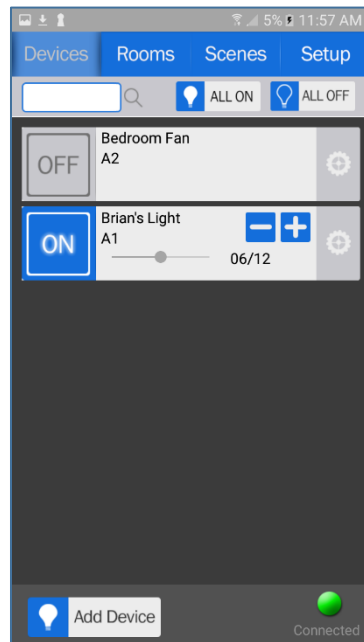 5% 11:57 AM
Devices Rooms Scenes Setup
ALL ON ALL OFF
OFF
Bedroom Fan
A2
ON
Brian's Light
A1
06/12
Add Device
Connected